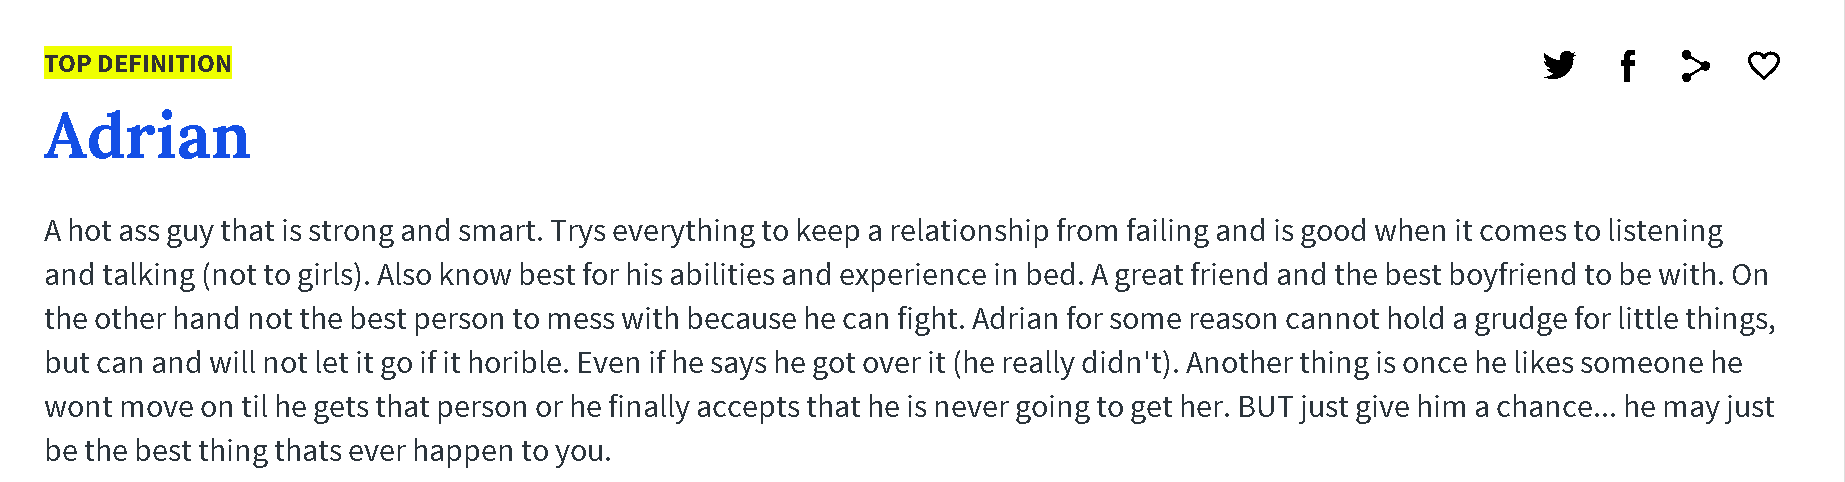 TOP DEFINITION
Adrian
A hot ass guy that is strong and smart. Trys everything to keep a relationship from failing and is good when it comes to listening
and talking (not to girls). Also know best for his abilities and experience in bed. A great friend and the best boyfriend to be with. On
the other hand not the best person to mess with because he can fight. Adrian for some reason cannot hold a grudge for little things,
but can and will not let it go if it horible. Even if he says he got over it (he really didn't). Another thing is once he likes someone he
wont move on til he gets that person or he finally accepts that he is never going to get her. BUT just give him a chance... he may just
be the best thing thats ever happen to you.